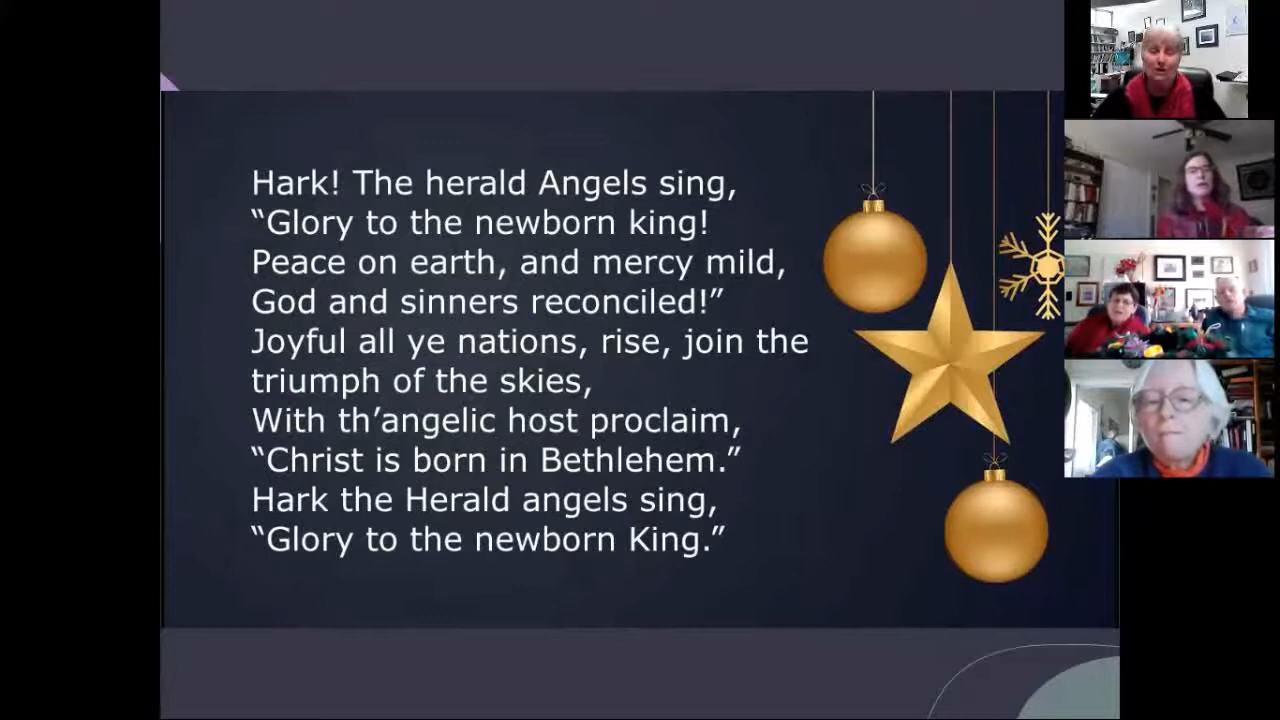 Hark! The herald Angels sing,
“Glory to the newborn king!
Peace on earth, and mercy mild,
God and sinners reconciled!”
Joyful all ye nations, rise, join the
triumph of the skies,
With th’angelic host proclaim,
“Christ is born in Bethlehem.”
Hark the Herald angels sing,
“Glory to the newborn King.”